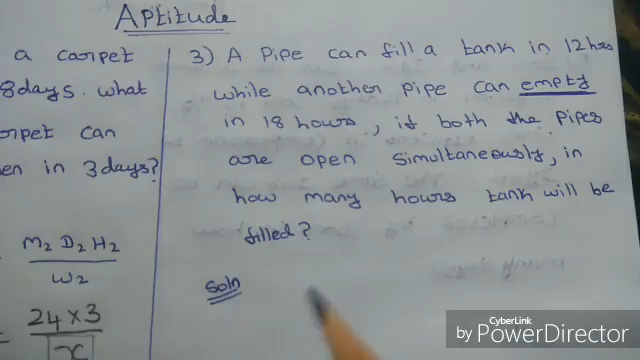 Aptitude
a carpet
8days. what
rpet can
en in 3days?
M2 D2 H2
W2
= 24 × 3
x
3) A Pipe can fill a tank in 12hrs
while another pipe can empty
in 18 hours, if both the Pipes
are open simultaneously, in
how many hours tank will be
filled?
Soln
CyberLink
by PowerDirector